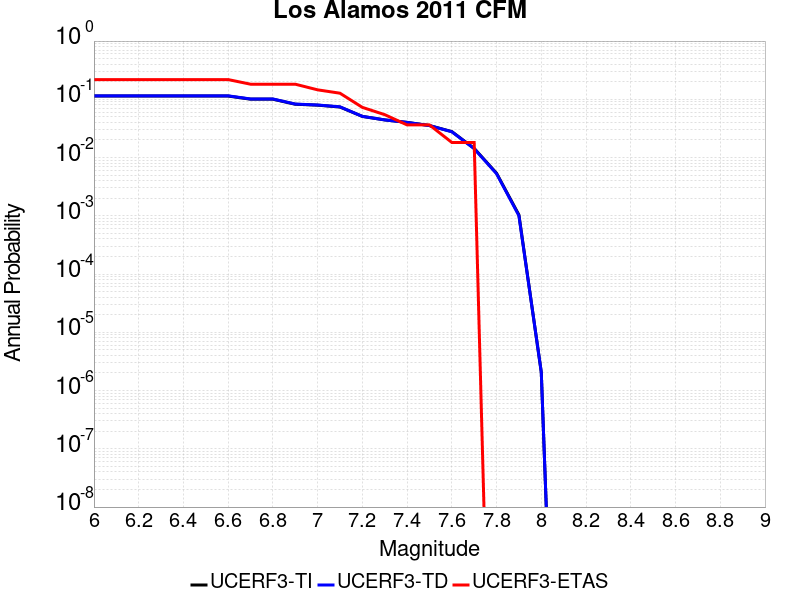 Los Alamos 2011 CFM
10^0
10^-1
10^-2
10^-3
10^-4
10^-5
10^-6
10^-7
10^-8
Annual Probability
6 6.2 6.4 6.6 6.8 7 7.2 7.4 7.6 7.8 8 8.2 8.4 8.6 8.8 9
Magnitude
UCERF3-TI UCERF3-TD UCERF3-ETAS